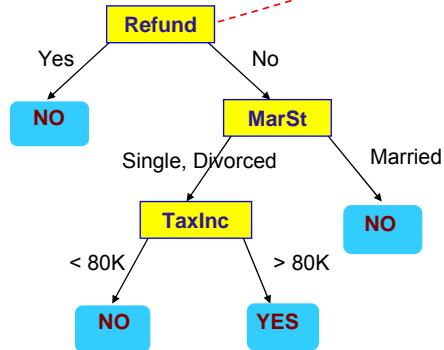 Refund
Yes
No
NO
MarSt
Single, Divorced
Married
TaxInc
NO
< 80K
> 80K
NO
YES